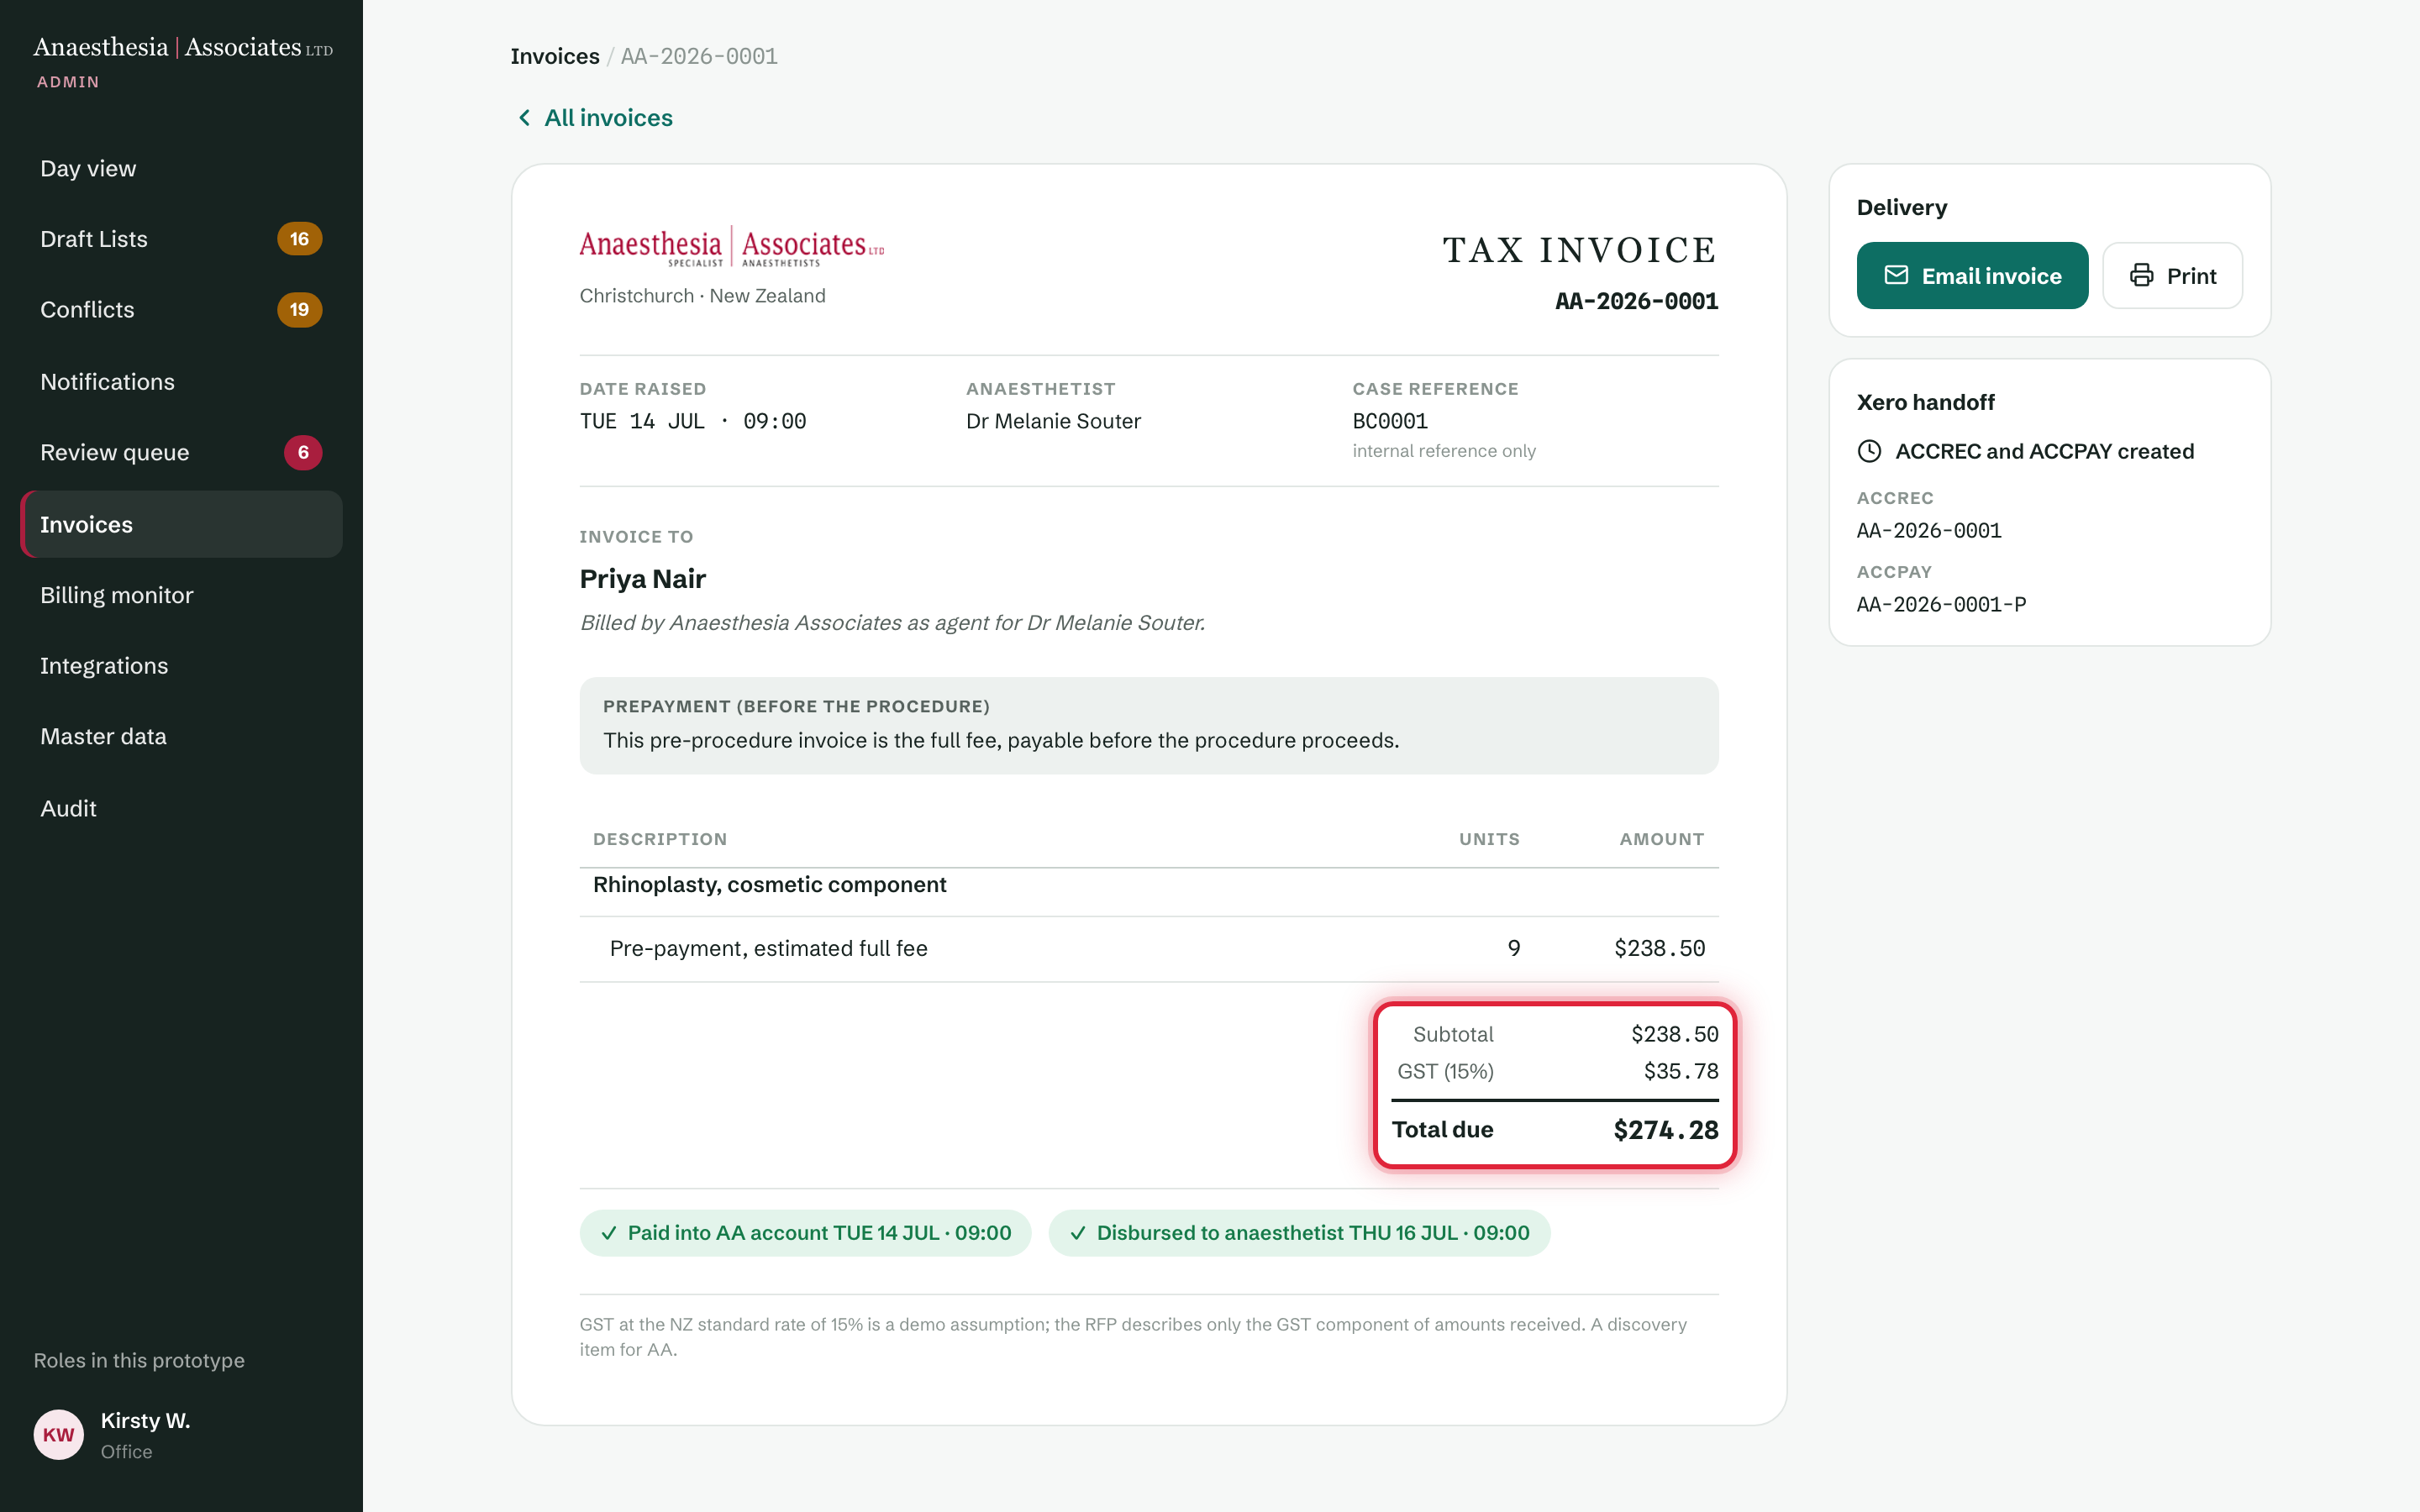 Anaesthesia | Associates LTD
ADMIN
Day view
Draft Lists 16
Conflicts 19
Notifications
Review queue 6
Invoices
Billing monitor
Integrations
Master data
Audit
Roles in this prototype
KW
Kirsty W.
Office
Invoices / AA-2026-0001
All invoices
Anaesthesia | Associates LTD
SPECIALIST ANAESTHETISTS
Christchurch · New Zealand
TAX INVOICE
AA-2026-0001
DATE RAISED
TUE 14 JUL · 09:00
ANAESTHETIST
Dr Melanie Souter
CASE REFERENCE
BC0001
internal reference only
INVOICE TO
Priya Nair
Billed by Anaesthesia Associates as agent for Dr Melanie Souter.
PREPAYMENT (BEFORE THE PROCEDURE)
This pre-procedure invoice is the full fee, payable before the procedure proceeds.
DESCRIPTION UNITS AMOUNT
Rhinoplasty, cosmetic component
Pre-payment, estimated full fee 9 $238.50
Subtotal $238.50
GST (15%) $35.78
Total due $274.28
✓ Paid into AA account TUE 14 JUL · 09:00
✓ Disbursed to anaesthetist THU 16 JUL · 09:00
GST at the NZ standard rate of 15% is a demo assumption; the RFP describes only the GST component of amounts received. A discovery
item for AA.
Delivery
Email invoice
Print
Xero handoff
ACCREC and ACCPAY created
ACCREC
AA-2026-0001
ACCPAY
AA-2026-0001-P